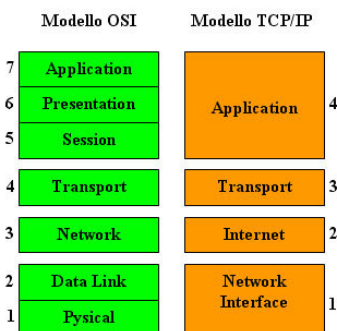 Modello OSI Modello TCP/IP
7 Application
6 Presentation Application 4
5 Session
4 Transport Transport 3
3 Network Internet 2
2 Data Link Network
Interface 1
1 Pysical